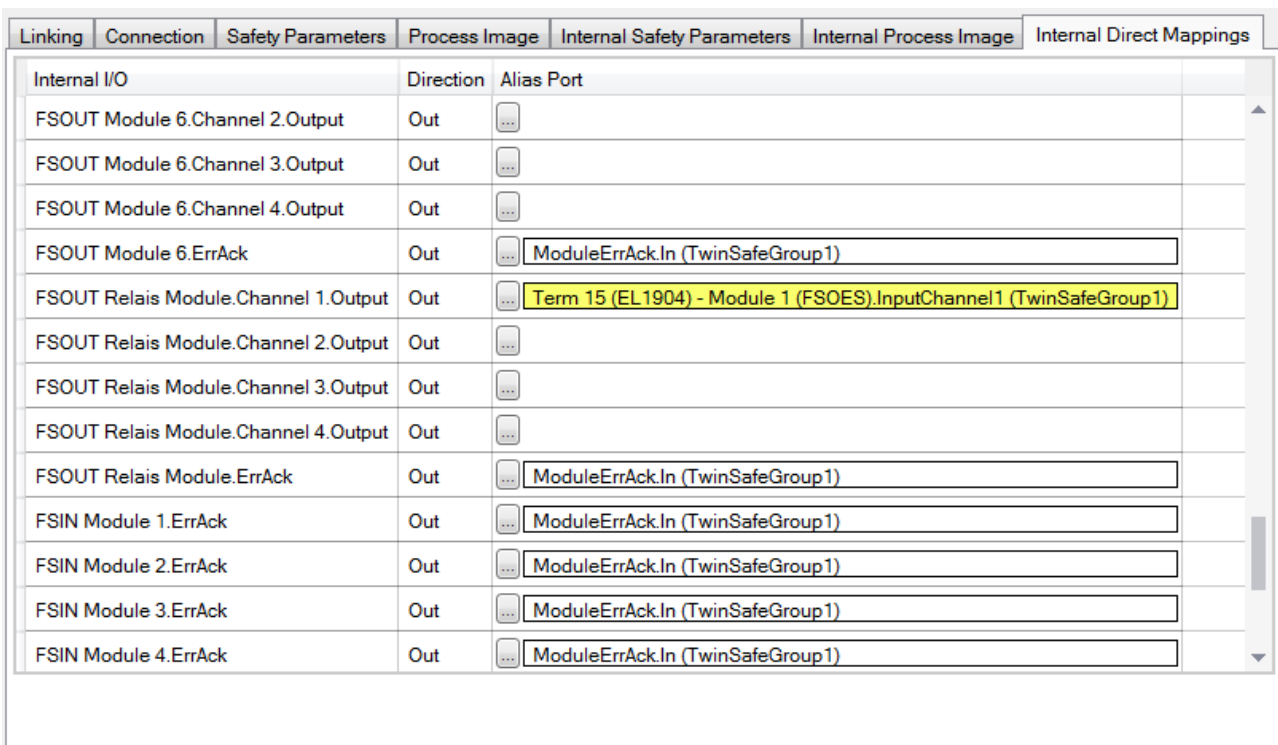 Linking Connection Safety Parameters Process Image Internal Safety Parameters Internal Process Image Internal Direct Mappings
Internal I/O Direction Alias Port
FSOUT Module 6.Channel 2.Output Out ...
FSOUT Module 6.Channel 3.Output Out ...
FSOUT Module 6.Channel 4.Output Out ...
FSOUT Module 6.ErrAck Out ... ModuleErrAck.In (TwinSafeGroup1)
FSOUT Relais Module.Channel 1.Output Out ... Term 15 (EL1904) - Module 1 (FSOES).InputChannel1 (TwinSafeGroup1)
FSOUT Relais Module.Channel 2.Output Out ...
FSOUT Relais Module.Channel 3.Output Out ...
FSOUT Relais Module.Channel 4.Output Out ...
FSOUT Relais Module.ErrAck Out ... ModuleErrAck.In (TwinSafeGroup1)
FSIN Module 1.ErrAck Out ... ModuleErrAck.In (TwinSafeGroup1)
FSIN Module 2.ErrAck Out ... ModuleErrAck.In (TwinSafeGroup1)
FSIN Module 3.ErrAck Out ... ModuleErrAck.In (TwinSafeGroup1)
FSIN Module 4.ErrAck Out ... ModuleErrAck.In (TwinSafeGroup1)